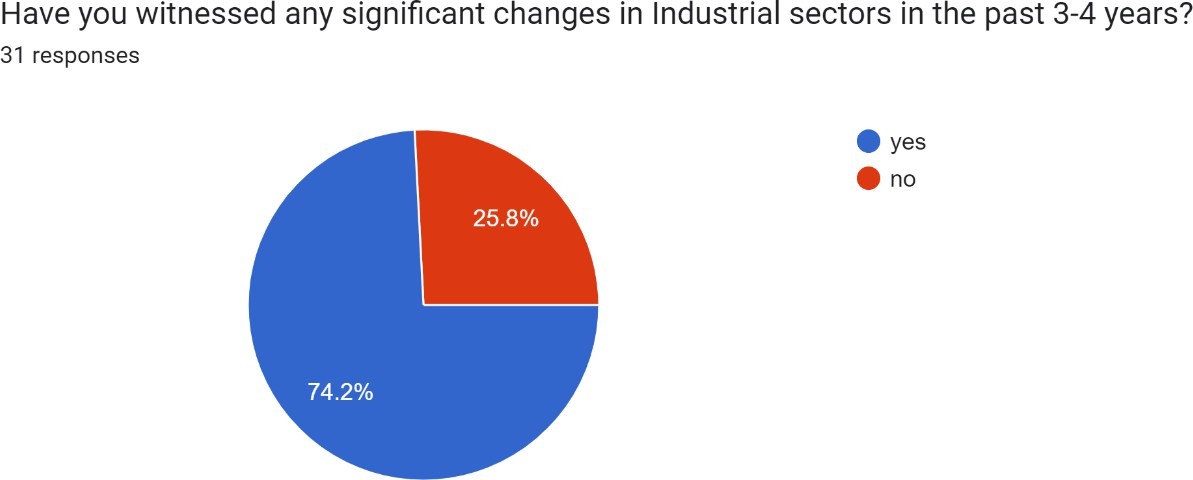 Have you witnessed any significant changes in Industrial sectors in the past 3-4 years?
31 responses
yes
no
25.8%
74.2%